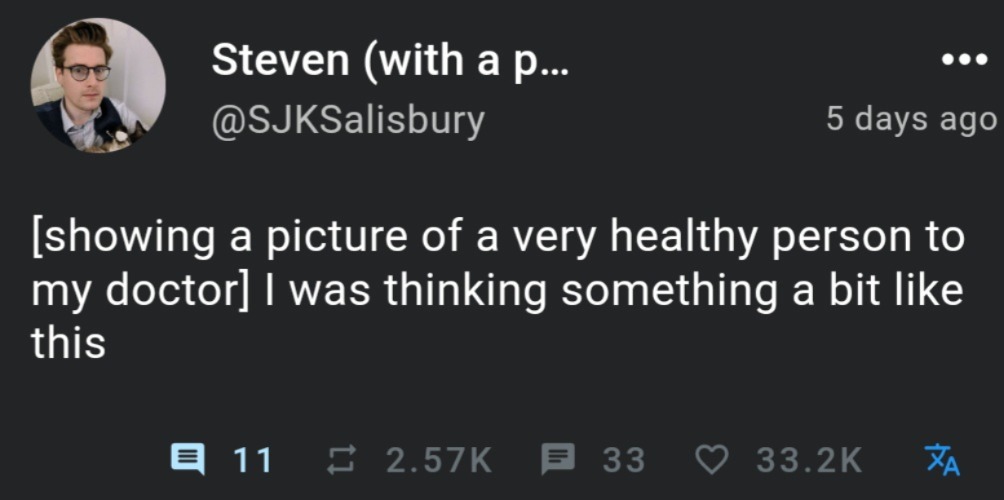 Steven (with a p...
@SJKSalisbury
5 days ago
[showing a picture of a very healthy person to
my doctor] I was thinking something a bit like
this
11 2.57K 33 33.2K